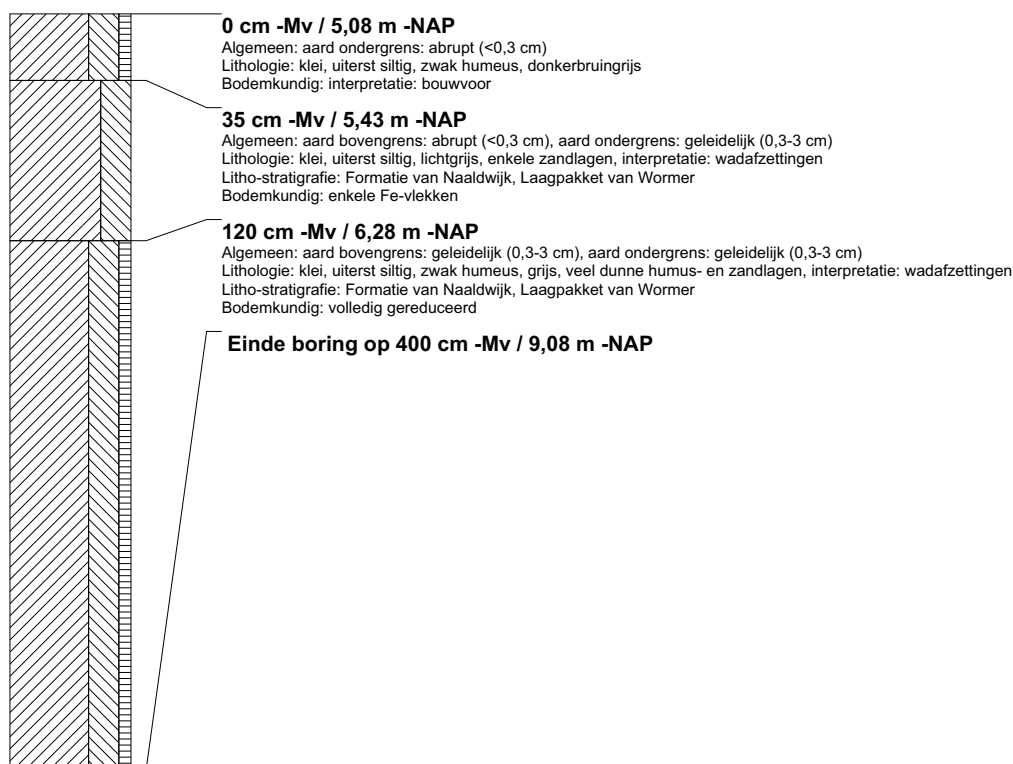 0 cm -Mv / 5,08 m -NAP
Algemeen: aard ondergrens: abrupt (<0,3 cm)
Lithologie: klei, uiterst siltig, zwak humeus, donkerbruingrijs
Bodemkundig: interpretatie: bouwvoor
35 cm -Mv / 5,43 m -NAP
Algemeen: aard bovengrens: abrupt (<0,3 cm), aard ondergrens: geleidelijk (0,3-3 cm)
Lithologie: klei, uiterst siltig, lichtgrijs, enkele zandlagen, interpretatie: wadafzettingen
Litho-stratigrafie: Formatie van Naaldwijk, Laagpakket van Wormer
Bodemkundig: enkele Fe-vlekken
120 cm -Mv / 6,28 m -NAP
Algemeen: aard bovengrens: geleidelijk (0,3-3 cm), aard ondergrens: geleidelijk (0,3-3 cm)
Lithologie: klei, uiterst siltig, zwak humeus, grijs, veel dunne humus- en zandlagen, interpretatie: wadafzettingen
Litho-stratigrafie: Formatie van Naaldwijk, Laagpakket van Wormer
Bodemkundig: volledig gereduceerd
Einde boring op 400 cm -Mv / 9,08 m -NAP